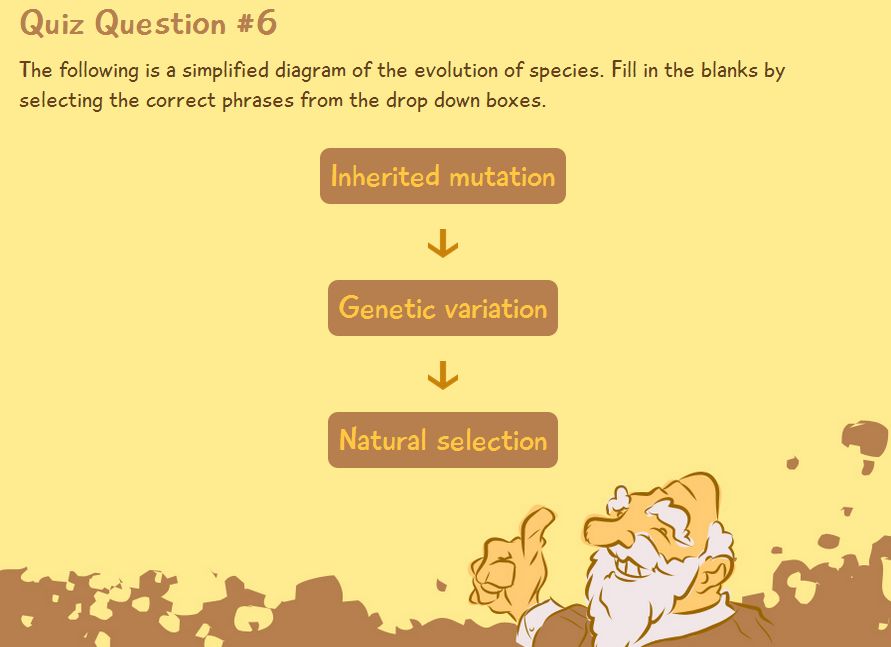 Quiz Question #6
The following is a simplified diagram of the evolution of species. Fill in the blanks by
selecting the correct phrases from the drop down boxes.
Inherited mutation
Genetic variation
Natural selection